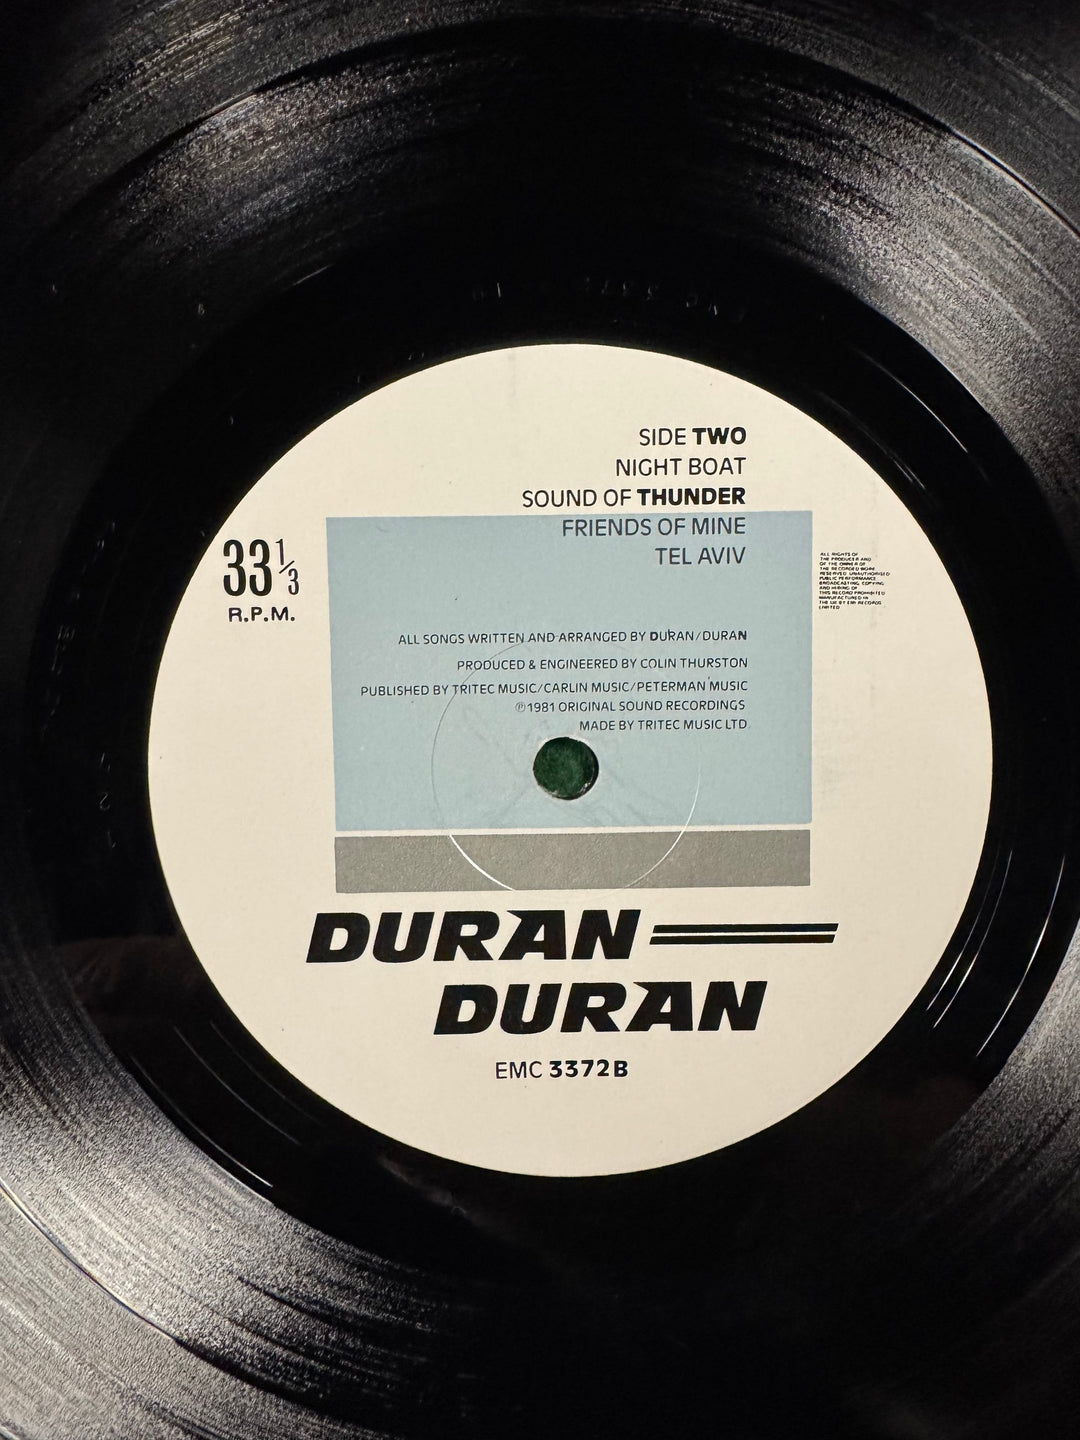 SIDE TWO
NIGHT BOAT
SOUND OF THUNDER
FRIENDS OF MINE
TEL AVIV
33 1/3
R.P.M.
ALL RIGHTS OF
THE PRODUCER AND
OF THE OWNER OF
THE RECORDED WORK
RESERVED UNAUTHORISED
PUBLIC PERFORMANCE
BROADCASTING, COPYING
AND HIRING OF
THIS RECORD PROHIBITED
MANUFACTURED IN
THE UK BY EMI RECORDS
LIMITED
ALL SONGS WRITTEN AND ARRANGED BY DURAN/DURAN
PRODUCED & ENGINEERED BY COLIN THURSTON
PUBLISHED BY TRITEC MUSIC/CARLIN MUSIC/PETERMAN MUSIC
℗1981 ORIGINAL SOUND RECORDINGS
MADE BY TRITEC MUSIC LTD
DURAN
DURAN
EMC 3372B